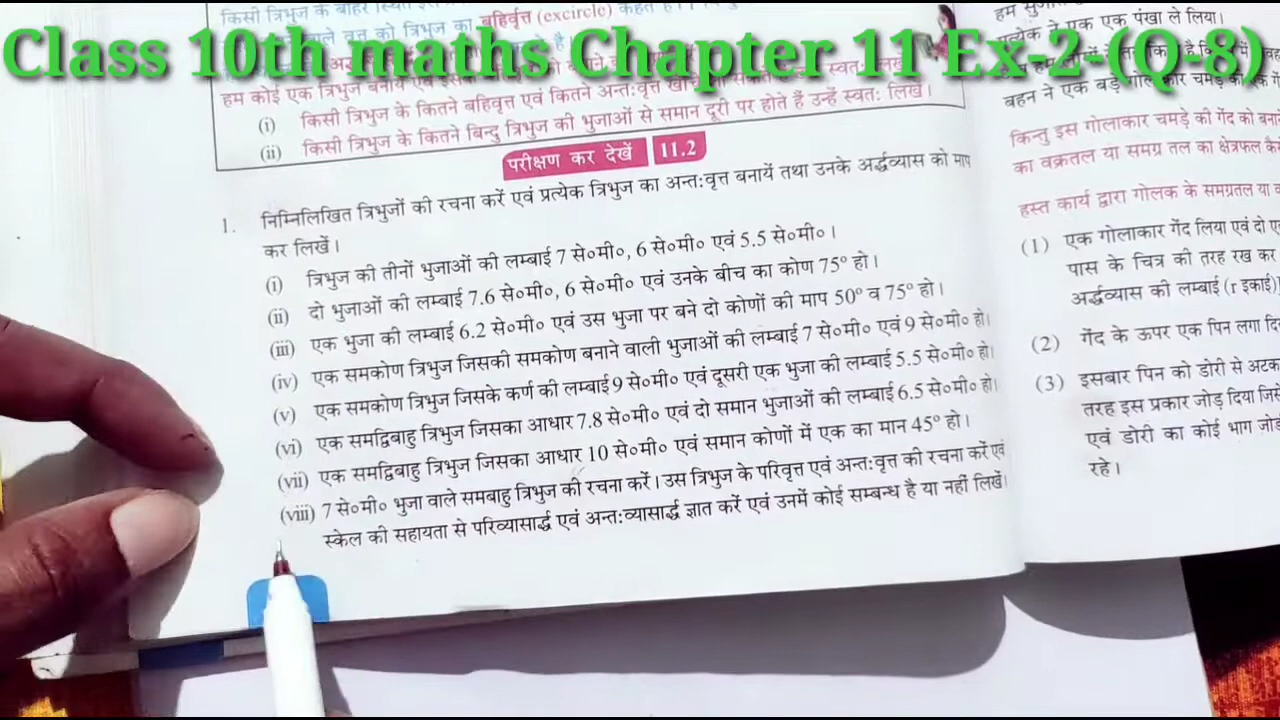 किसी त्रिभुज के बाहर स्थित
वाले वृत्त को त्रिभुज का बहिर्वृत्त (excircle) कहते है।
Class 10th maths Chapter 11 Ex-2-(Q-8)
हम कोई एक त्रिभुज
(i) किसी त्रिभुज के कितने बहिवृत्त एवं कितने अन्त:वृत्त स्वत: लिखें
(ii) किसी त्रिभुज के कितने बिन्दु त्रिभुज की भुजाओं से समान दूरी पर होते हैं उन्हें स्वत: लिखें।
परीक्षण कर देखें 11.2
1. निम्निलिखित त्रिभुजों की रचना करें एवं प्रत्येक त्रिभुज का अन्त:वृत्त बनायें तथा उनके अर्द्धव्यास को माप
कर लिखें।
(i) त्रिभुज की तीनों भुजाओं की लम्बाई 7 से०मी०, 6 से०मी० एवं 5.5 से०मी०।
(ii) दो भुजाओं की लम्बाई 7.6 से०मी०, 6 से०मी० एवं उनके बीच का कोण 75° हो।
(iii) एक भुजा की लम्बाई 6.2 से०मी० एवं उस भुजा पर बने दो कोणों की माप 50° व 75° हो।
(iv) एक समकोण त्रिभुज जिसकी समकोण बनाने वाली भुजाओं की लम्बाई 7 से०मी० एवं 9 से०मी० हो।
(v) एक समकोण त्रिभुज जिसके कर्ण की लम्बाई 9 से०मी० एवं दूसरी एक भुजा की लम्बाई 5.5 से०मी० हो।
(vi) एक समद्विबाहु त्रिभुज जिसका आधार 7.8 से०मी० एवं दो समान भुजाओं की लम्बाई 6.5 से०मी० हो।
(vii) एक समद्विबाहु त्रिभुज जिसका आधार 10 से०मी० एवं समान कोणों में एक का मान 45° हो।
(viii) 7 से०मी० भुजा वाले समबाहु त्रिभुज की रचना करें। उस त्रिभुज के परिवृत्त एवं अन्त:वृत्त की रचना करें एवं
स्केल की सहायता से परिव्यासार्द्ध एवं अन्त:व्यासार्द्ध ज्ञात करें एवं उनमें कोई सम्बन्ध है या नहीं लिखें।
प्रत्येक ने एक एक पंखा ले लिया।
बहन ने एक बड़े
किन्तु इस गोलाकार चमड़े की गेंद को
का वक्रतल या समग्र तल का क्षेत्रफल
हस्त कार्य द्वारा गोलक के समग्रतल या
(1) एक गोलाकार गेंद लिया एवं दो
पास के चित्र की तरह रख कर
अर्द्धव्यास की लम्बाई (r इकाई)
(2) गेंद के ऊपर एक पिन लगा
(3) इसबार पिन को डोरी से
तरह इस प्रकार जोड़ दिया
एवं डोरी का कोई भाग
रहे।